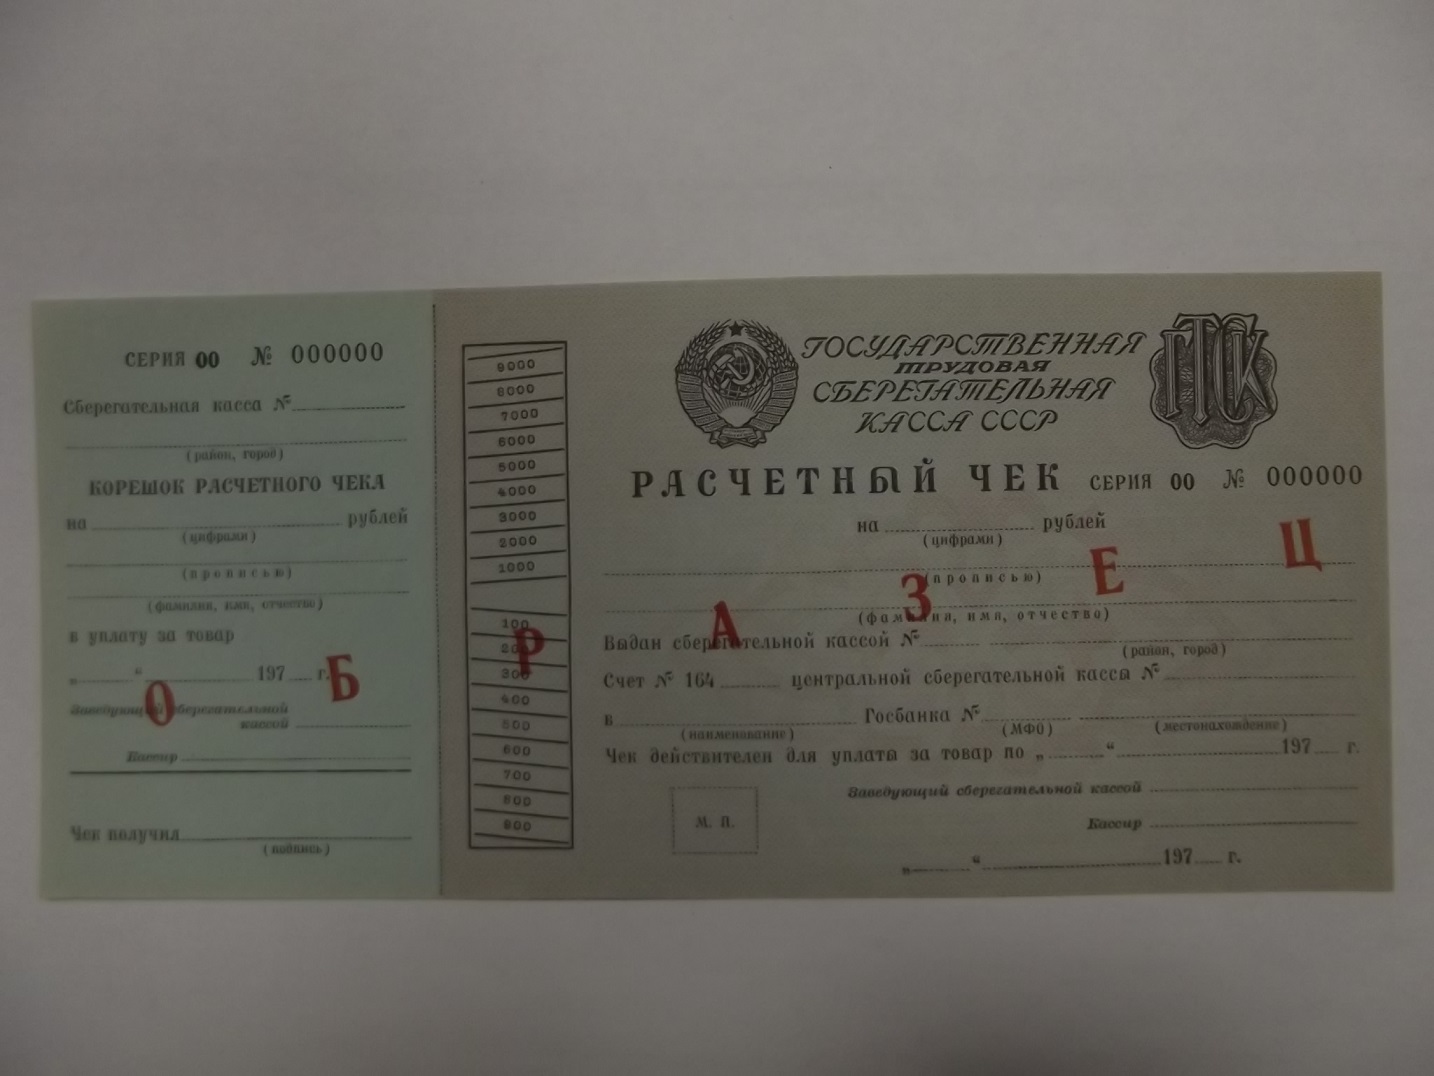 СЕРИЯ 00 № 000000
Сберегательная касса №
(район, город)
КОРЕШОК РАСЧЕТНОГО ЧЕКА
на рублей
(цифрами)
(прописью)
(фамилия, имя, отчество)
в уплату за товар
„ “ 197 г.
Заведующий сберегательной
кассой
Кассир
Чек получил
(подпись)
9000
8000
7000
6000
5000
4000
3000
2000
1000
100
200
300
400
500
600
700
800
900
ГОСУДАРСТВЕННАЯ
ТРУДОВАЯ
СБЕРЕГАТЕЛЬНАЯ
КАССА СССР
ГТСК
РАСЧЕТНЫЙ ЧЕК СЕРИЯ 00 № 000000
на рублей
(цифрами)
(прописью)
(фамилия, имя, отчество)
Выдан сберегательной кассой №
(район, город)
Счет № 164 центральной сберегательной кассы №
в Госбанка №
(наименование) (МФО) (местонахождение)
Чек действителен для уплаты за товар по „ “ 197 г.
Заведующий сберегательной кассой
М. П.
Кассир
„ “ 197 г.
ОБРАЗЕЦ